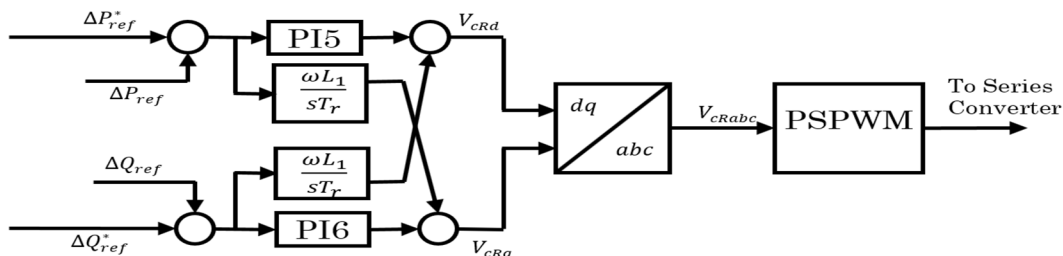 ΔP*ref
VcRd
PI5
ΔPref
ωL1
sTr
To Series
Converter
dq
VcRabc
PSPWM
abc
ΔQref
ωL1
sTr
PI6
ΔQ*ref
VcRq